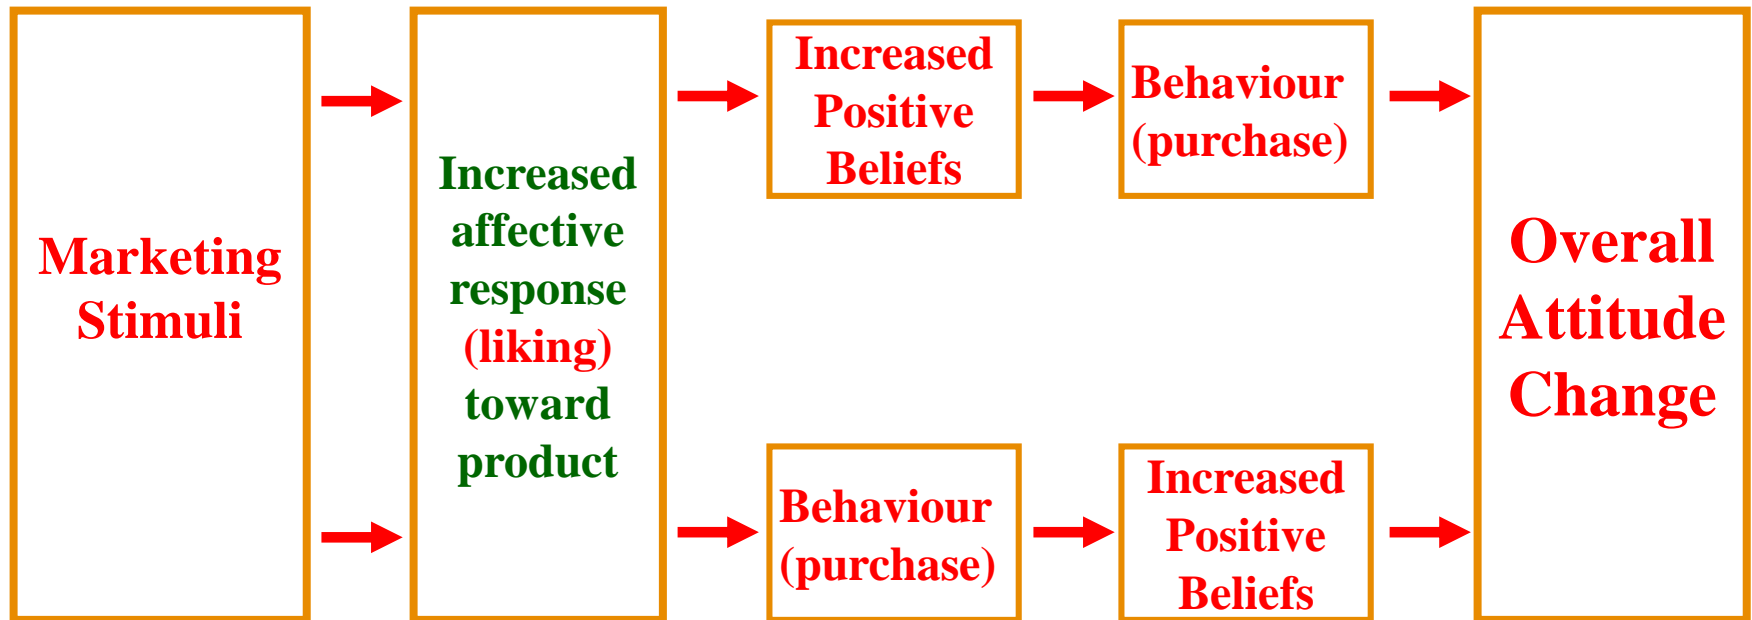 Marketing
Stimuli
Increased
affective
response
(liking)
toward
product
Increased
Positive
Beliefs
Behaviour
(purchase)
Behaviour
(purchase)
Increased
Positive
Beliefs
Overall
Attitude
Change